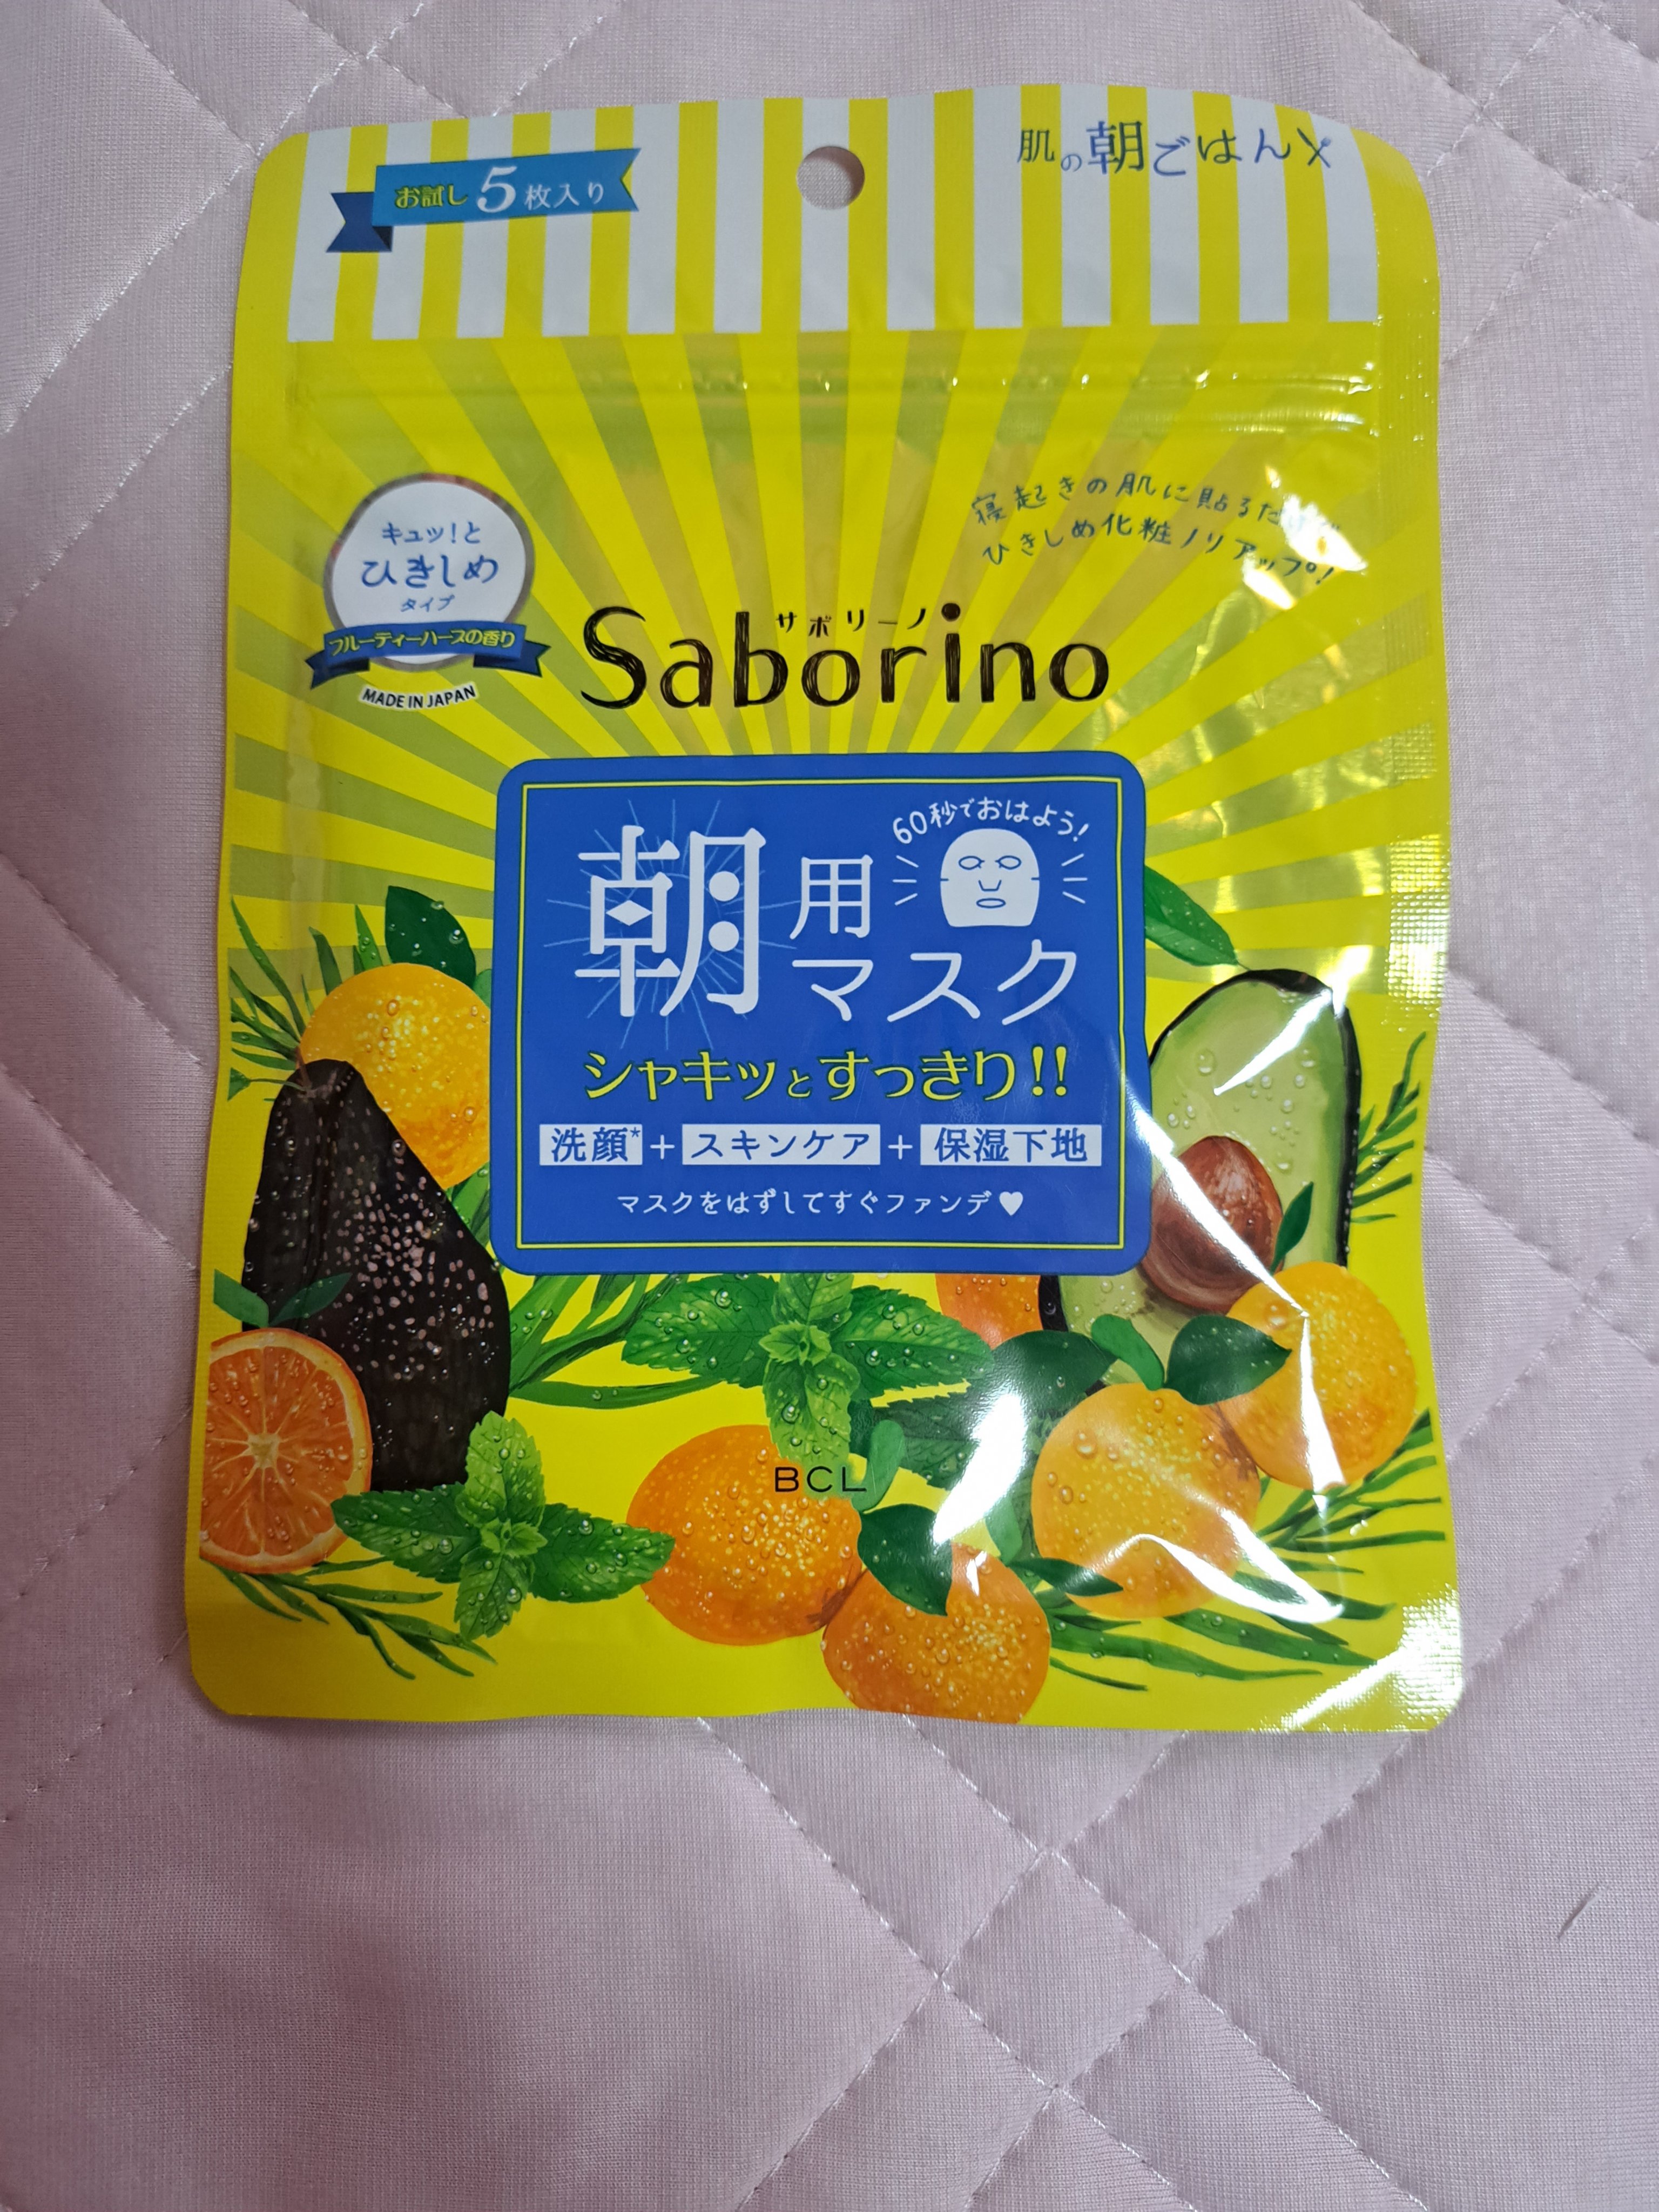 お試し5枚入り
肌の朝ごはん
寝起きの肌に貼るだけで
ひきしめ化粧ノリアップ!
キュッ!と
ひきしめ
タイプ
フルーティーハーブの香り
MADE IN JAPAN
サボリーノ
Saborino
60秒でおはよう!
朝用
マスク
シャキッとすっきり!!
洗顔*+スキンケア+保湿下地
マスクをはずしてすぐファンデ♥
BCL